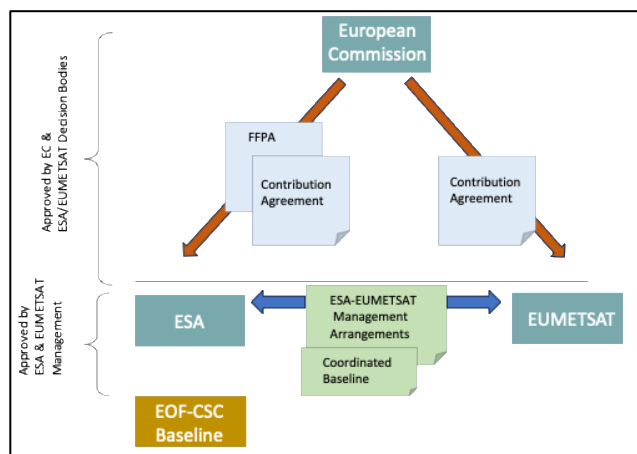 European
Commission
Approved by EC &
ESA/EUMETSAT Decision Bodies
FFPA
Contribution
Agreement
Contribution
Agreement
Approved by
ESA & EUMETSAT
Management
ESA
ESA-EUMETSAT
Management
Arrangements
Coordinated
Baseline
EUMETSAT
EOF-CSC
Baseline